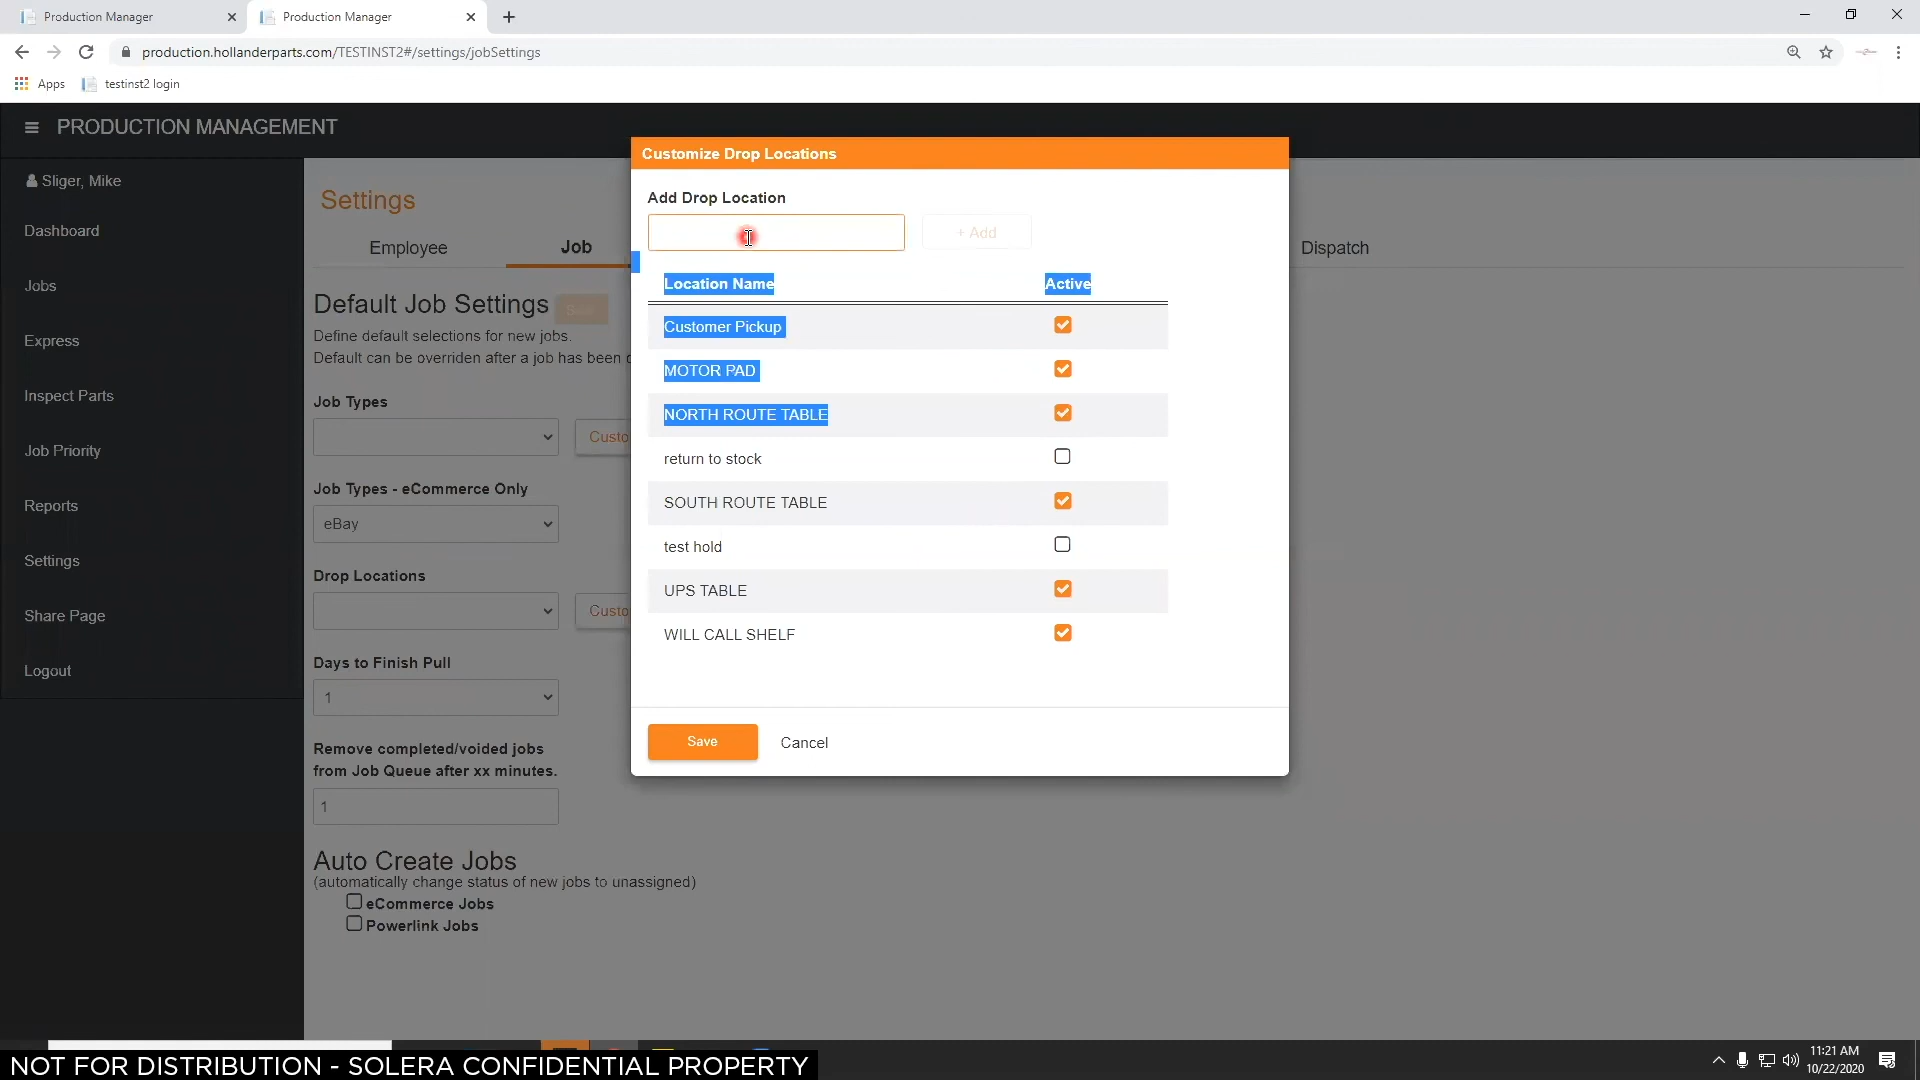 Production Manager
Production Manager
production.hollanderparts.com/TESTINST2#/settings/jobSettings
Apps
testinst2 login
PRODUCTION MANAGEMENT
Sliger, Mike
Dashboard
Jobs
Express
Inspect Parts
Job Priority
Reports
Settings
Share Page
Logout
Settings
Employee
Job
Dispatch
Default Job Settings
Save
Define default selections for new jobs.
Default can be overriden after a job has been
Job Types
Custo
Job Types - eCommerce Only
eBay
Drop Locations
Custo
Days to Finish Pull
1
Remove completed/voided jobs
from Job Queue after xx minutes.
1
Auto Create Jobs
(automatically change status of new jobs to unassigned)
eCommerce Jobs
Powerlink Jobs
Customize Drop Locations
Add Drop Location
+ Add
Location Name Active
Customer Pickup
MOTOR PAD
NORTH ROUTE TABLE
return to stock
SOUTH ROUTE TABLE
test hold
UPS TABLE
WILL CALL SHELF
Save
Cancel
NOT FOR DISTRIBUTION - SOLERA CONFIDENTIAL PROPERTY
11:21 AM
10/22/2020